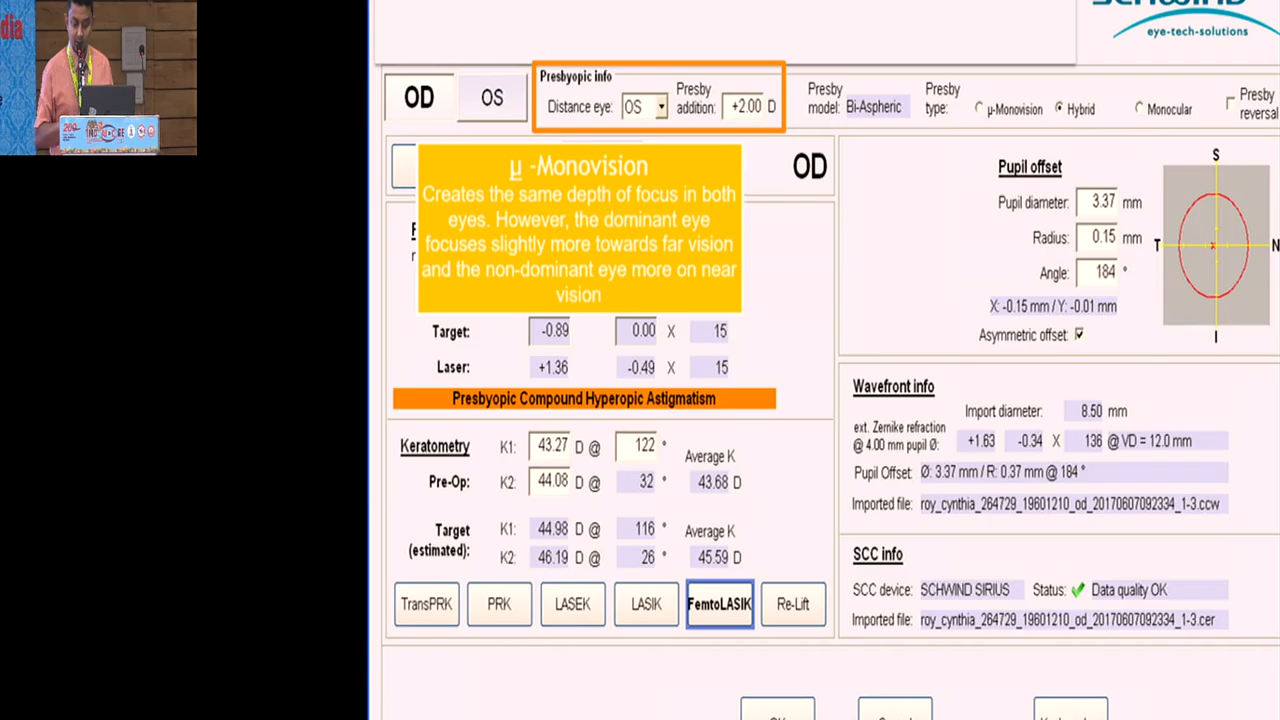 dia
SCHWIND
eye-tech-solutions
OD
OS
Presbyopic info
Distance eye: OS
Presby addition: +2.00 D
Presby model: Bi-Aspheric
Presby type: µ-Monovision Hybrid Monocular
Presby reversal
OD
µ -Monovision
Creates the same depth of focus in both
eyes. However, the dominant eye
focuses slightly more towards far vision
and the non-dominant eye more on near
vision
Target: -0.89 0.00 X 15
Laser: +1.36 -0.49 X 15
Presbyopic Compound Hyperopic Astigmatism
Keratometry K1: 43.27 D @ 122 °
Average K
Pre-Op: K2: 44.08 D @ 32 ° 43.68 D
Target (estimated):
K1: 44.98 D @ 116 °
Average K
K2: 46.19 D @ 26 ° 45.59 D
TransPRK PRK LASEK LASIK FemtoLASIK Re-Lift
Pupil offset
Pupil diameter: 3.37 mm
Radius: 0.15 mm
Angle: 184 °
X: -0.15 mm / Y: -0.01 mm
Asymmetric offset:
S
T
N
I
Wavefront info
Import diameter: 8.50 mm
ext. Zernike refraction
@ 4.00 mm pupil Ø: +1.63 -0.34 X 136 @ VD = 12.0 mm
Pupil Offset: Ø: 3.37 mm / R: 0.37 mm @ 184 °
Imported file: roy_cynthia_264729_19601210_od_20170607092334_1-3.ccw
SCC info
SCC device: SCHWIND SIRIUS Status: Data quality OK
Imported file: roy_cynthia_264729_19601210_od_20170607092334_1-3.cer